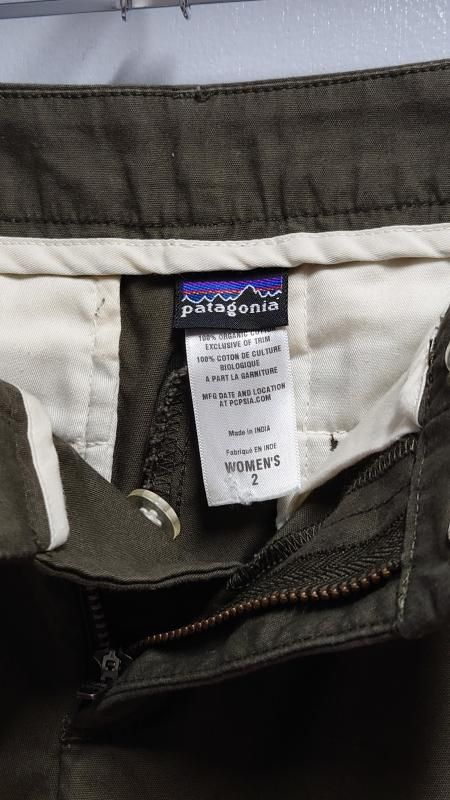 patagonia
100% ORGANIC COTTON
EXCLUSIVE OF TRIM
100% COTON DE CULTURE
BIOLOGIQUE
A PART LA GARNITURE
MFG DATE AND LOCATION
AT PCPSIA.COM
Made in INDIA
Fabriqué EN INDE
WOMEN'S
2